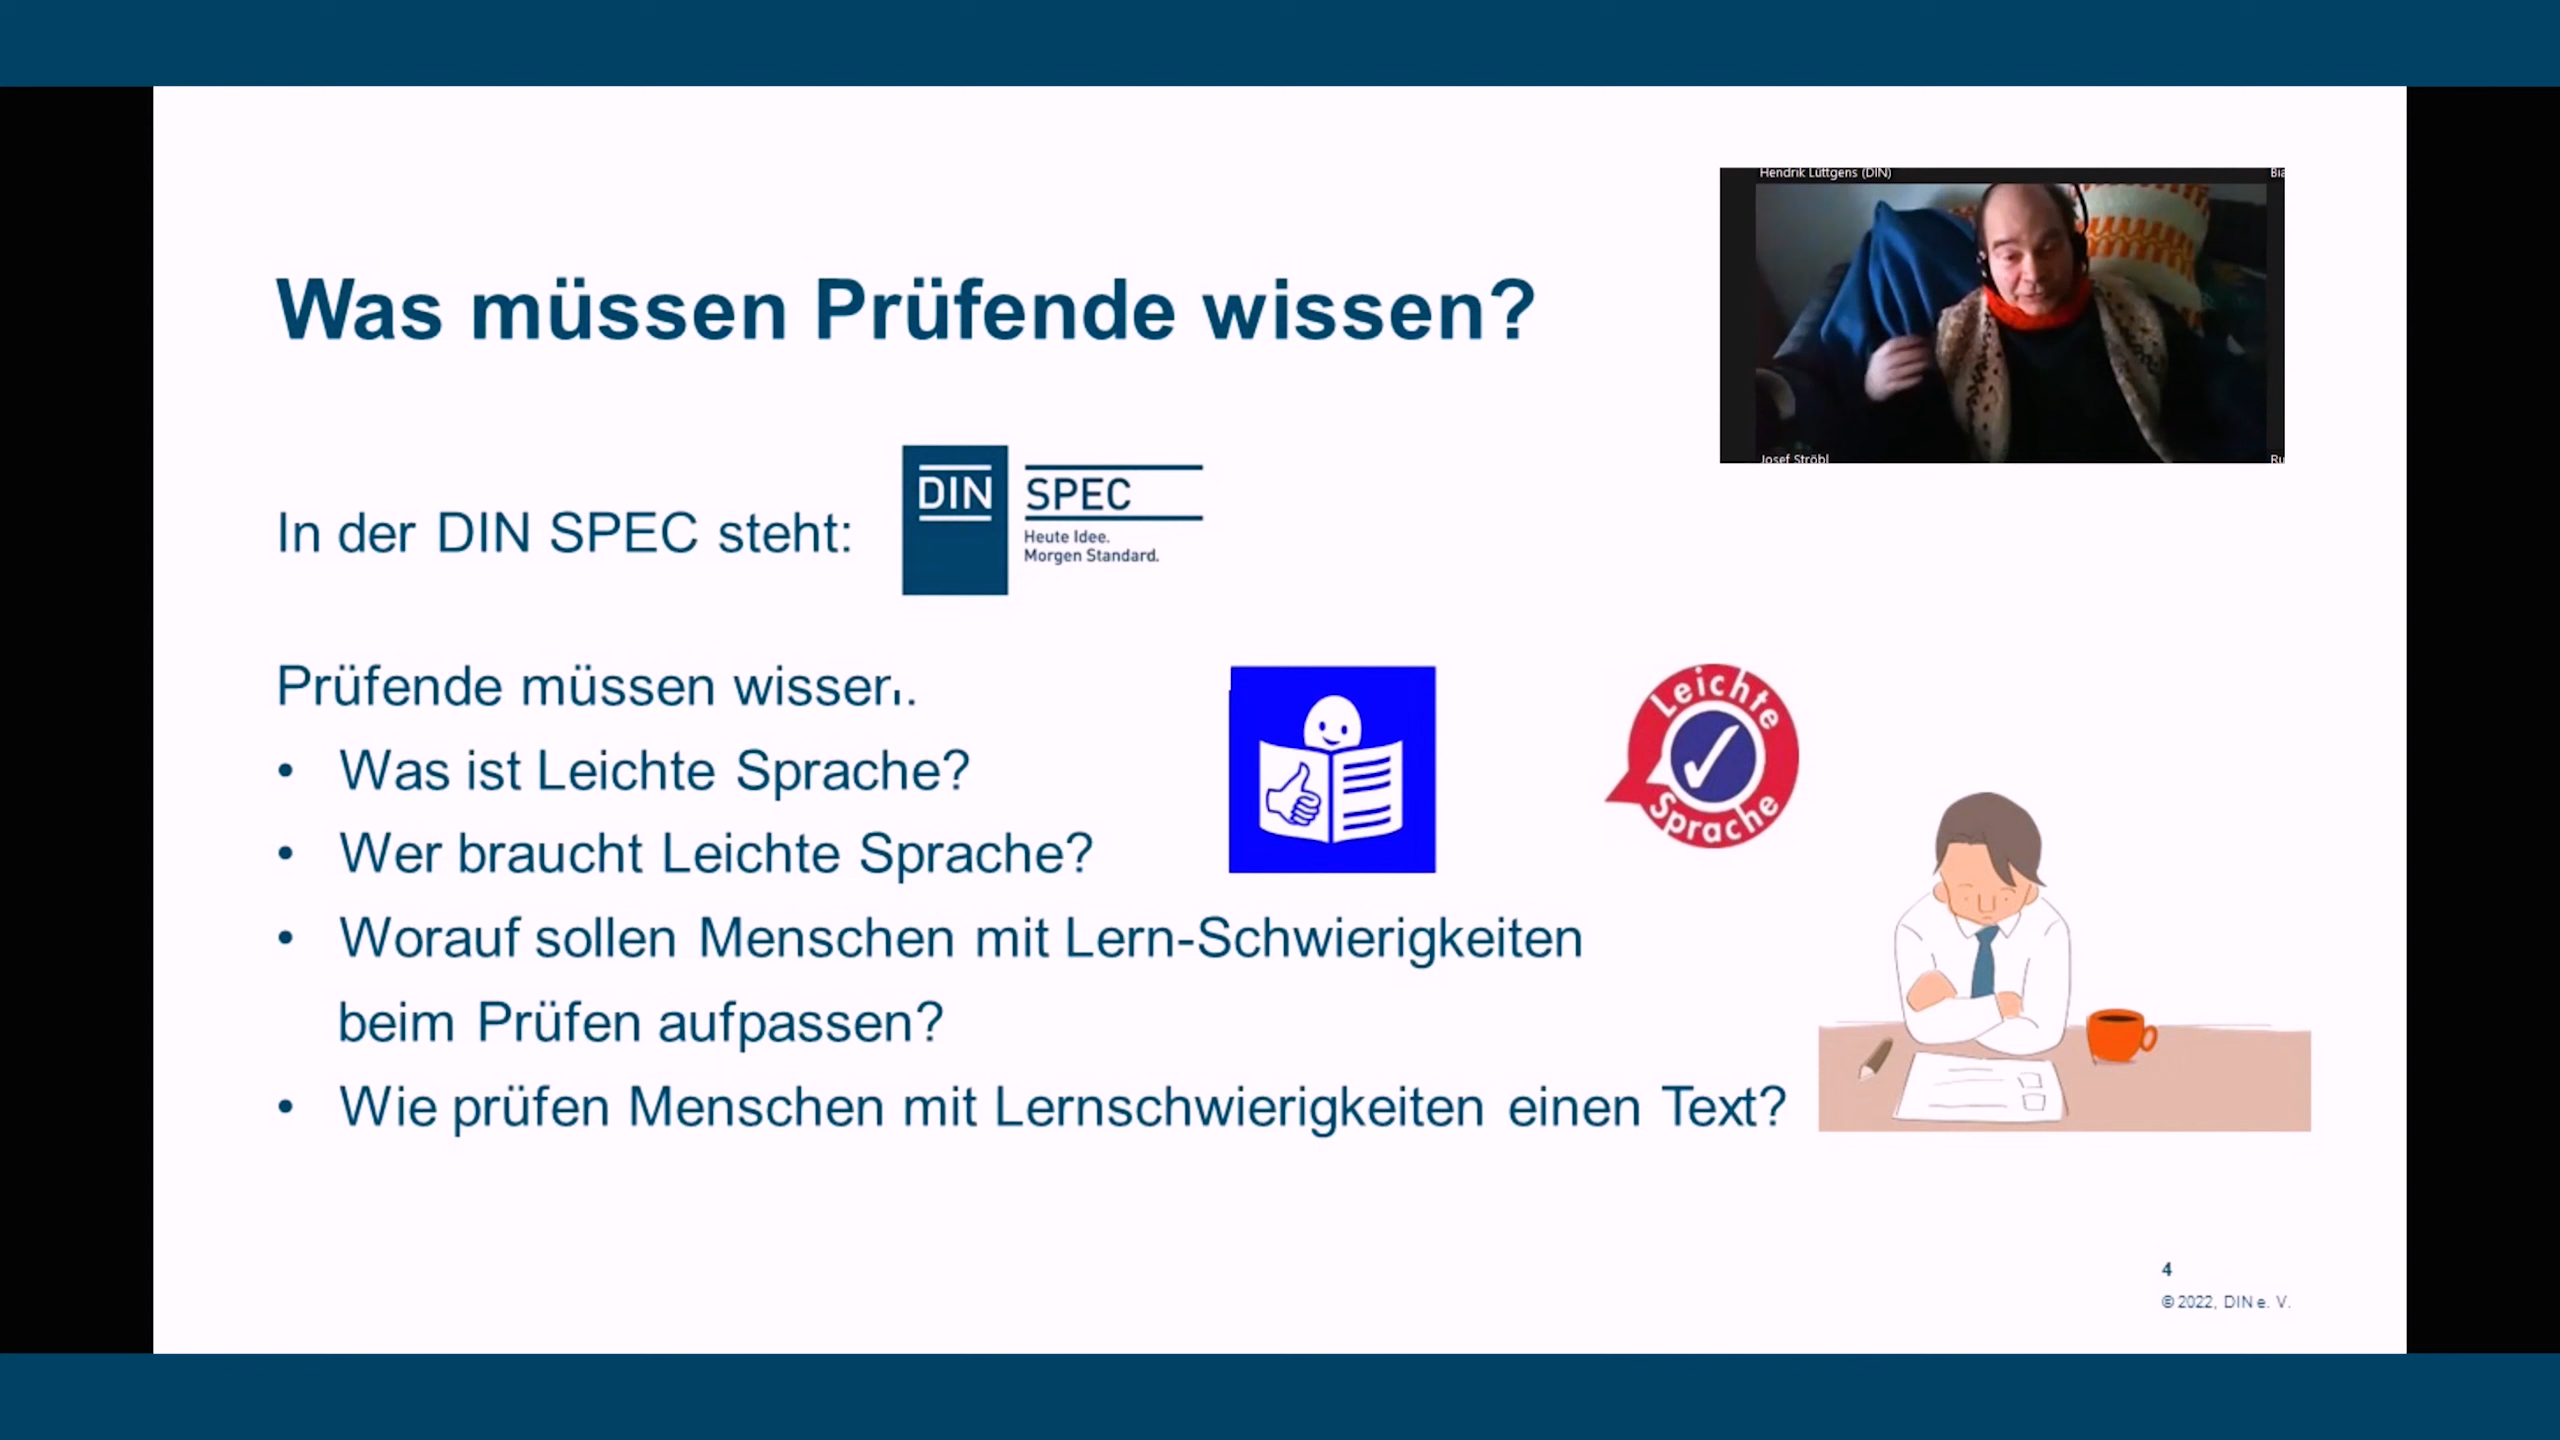 Hendrik Lüttgens (DIN)
Josef Ströbl
Was müssen Prüfende wissen?
In der DIN SPEC steht:
DIN SPEC
Heute Idee.
Morgen Standard.
Prüfende müssen
• Was ist Leichte Sprache?
• Wer braucht Leichte Sprache?
• Worauf sollen Menschen mit Lern-Schwierigkeiten
beim Prüfen aufpassen?
• Wie prüfen Menschen mit Lernschwierigkeiten einen Text?
Leichte
Sprache
4
© 2022, DIN e. V.